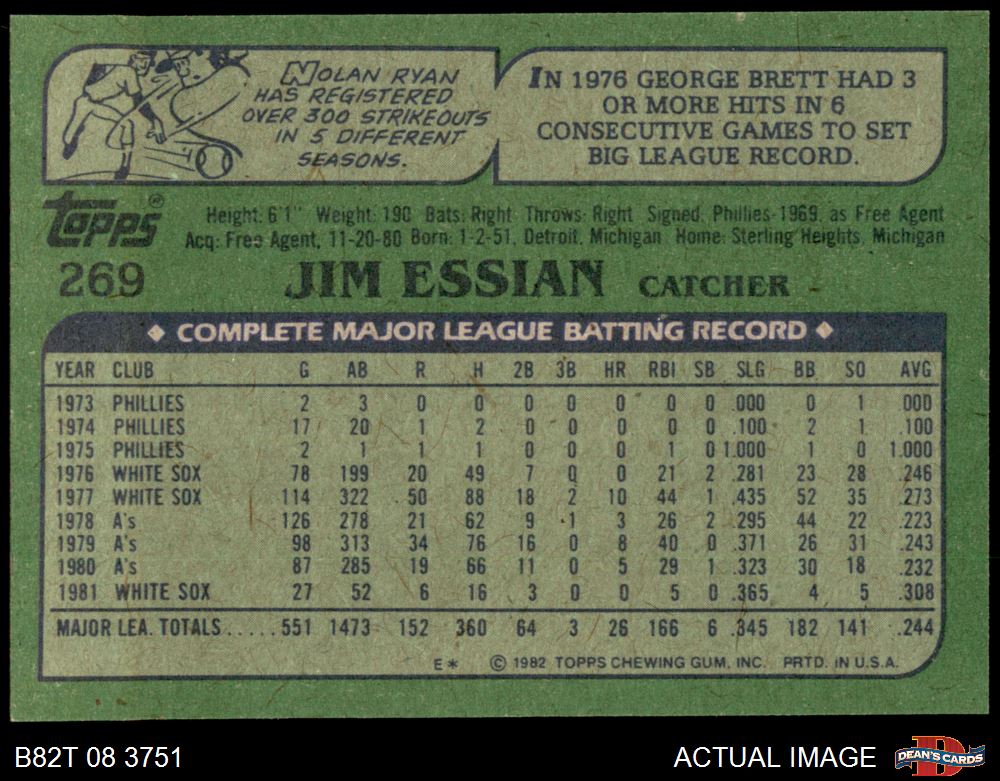 NOLAN RYAN
HAS REGISTERED
OVER 300 STRIKEOUTS
IN 5 DIFFERENT
SEASONS.
IN 1976 GEORGE BRETT HAD 3
OR MORE HITS IN 6
CONSECUTIVE GAMES TO SET
BIG LEAGUE RECORD.
Topps®
Height: 6'1" Weight: 190 Bats: Right Throws: Right Signed: Phillies-1969, as Free Agent
Acq: Free Agent, 11-20-80 Born: 1-2-51, Detroit, Michigan Home: Sterling Heights, Michigan
269 JIM ESSIAN CATCHER
◆ COMPLETE MAJOR LEAGUE BATTING RECORD ◆
YEAR CLUB G AB R H 2B 3B HR RBI SB SLG BB SO AVG
1973 PHILLIES 2 3 0 0 0 0 0 0 0 .000 0 1 .000
1974 PHILLIES 17 20 1 2 0 0 0 0 0 .100 2 1 .100
1975 PHILLIES 2 1 1 1 0 0 0 1 0 1.000 1 0 1.000
1976 WHITE SOX 78 199 20 49 7 0 0 21 2 .281 23 28 .246
1977 WHITE SOX 114 322 50 88 18 2 10 44 1 .435 52 35 .273
1978 A's 126 278 21 62 9 1 3 26 2 .295 44 22 .223
1979 A's 98 313 34 76 16 0 8 40 0 .371 26 31 .243
1980 A's 87 285 19 66 11 0 5 29 1 .323 30 18 .232
1981 WHITE SOX 27 52 6 16 3 0 0 5 0 .365 4 5 .308
MAJOR LEA. TOTALS.....551 1473 152 360 64 3 26 166 6 .345 182 141 .244
E* © 1982 TOPPS CHEWING GUM, INC. PRTD. IN U.S.A.
B82T 08 3751 ACTUAL IMAGE D DEAN'S CARDS